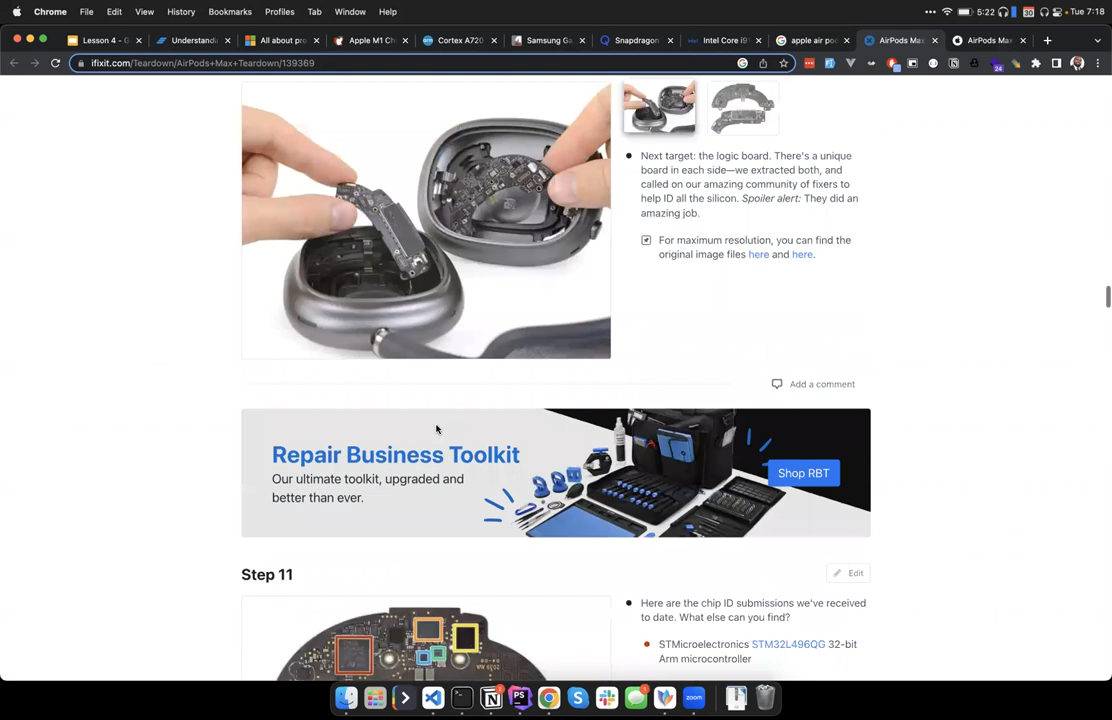 Chrome File Edit View History Bookmarks Profiles Tab Window Help 5:22 30 Tue 7:18
Lesson 4 - G Understandi All about pro Apple M1 Ch Cortex A720 Samsung Ga Snapdragon Intel Core i9 apple air poo AirPods Max AirPods Max
ifixit.com/Teardown/AirPods+Max+Teardown/139369
24
Next target: the logic board. There's a unique
board in each side—we extracted both, and
called on our amazing community of fixers to
help ID all the silicon. Spoiler alert: They did an
amazing job.
For maximum resolution, you can find the
original image files here and here.
Add a comment
Repair Business Toolkit
Our ultimate toolkit, upgraded and
better than ever.
Shop RBT
Step 11
Edit
Here are the chip ID submissions we've received
to date. What else can you find?
STMicroelectronics STM32L496QG 32-bit
Arm microcontroller
PS
zoom